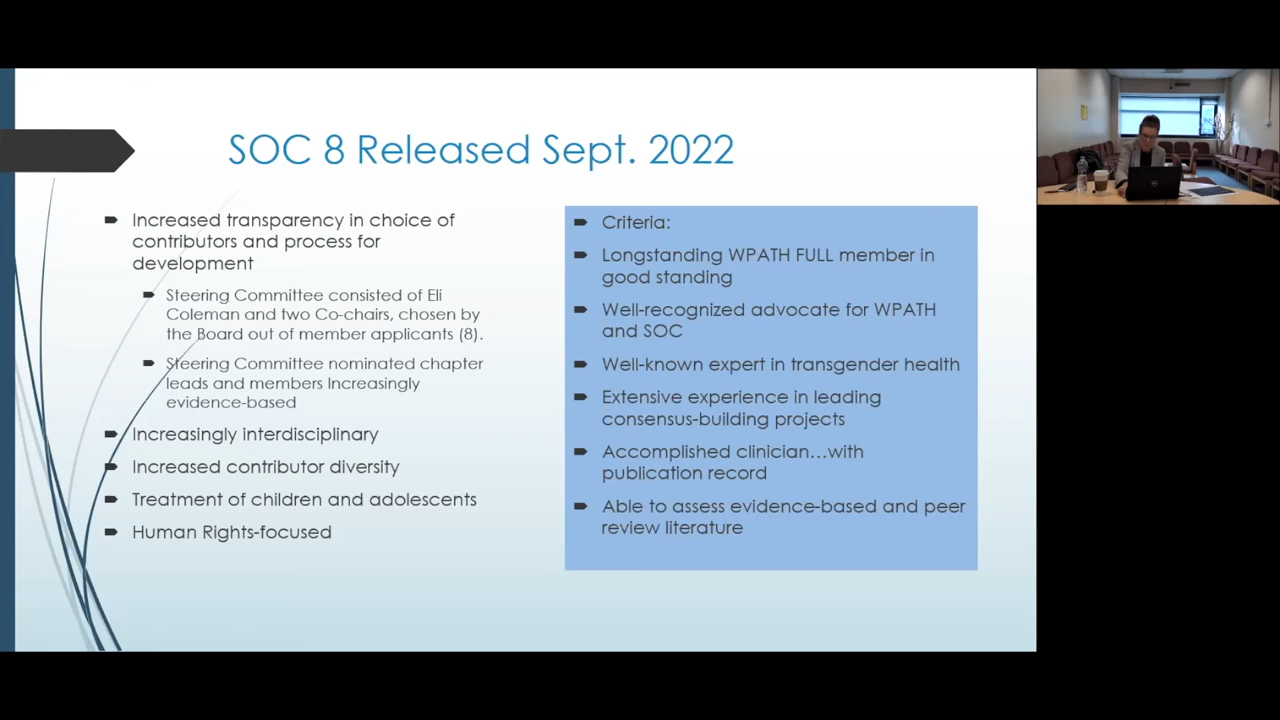 SOC 8 Released Sept. 2022
Increased transparency in choice of
contributors and process for
development
Steering Committee consisted of Eli
Coleman and two Co-chairs, chosen by
the Board out of member applicants (8).
Steering Committee nominated chapter
leads and members Increasingly
evidence-based
Increasingly interdisciplinary
Increased contributor diversity
Treatment of children and adolescents
Human Rights-focused
Criteria:
Longstanding WPATH FULL member in
good standing
Well-recognized advocate for WPATH
and SOC
Well-known expert in transgender health
Extensive experience in leading
consensus-building projects
Accomplished clinician…with
publication record
Able to assess evidence-based and peer
review literature